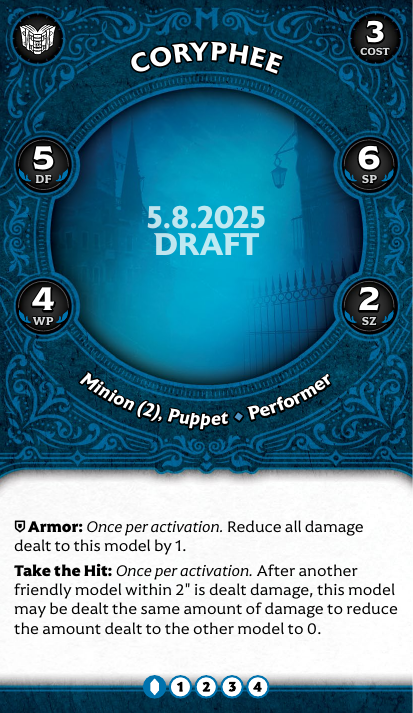 3
COST
CORYPHEE
5
DF
6
SP
5.8.2025
DRAFT
4
WP
2
SZ
Minion (2), Puppet ⬥ Performer
Armor: Once per activation. Reduce all damage
dealt to this model by 1.
Take the Hit: Once per activation. After another
friendly model within 2" is dealt damage, this model
may be dealt the same amount of damage to reduce
the amount dealt to the other model to 0.
1 2 3 4